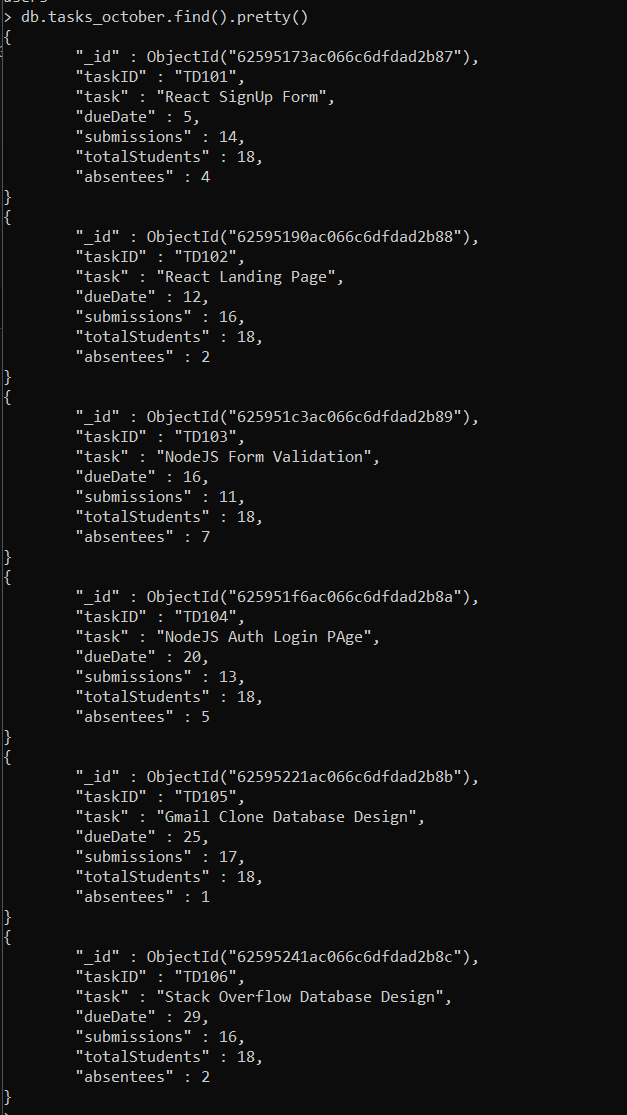 > db.tasks_october.find().pretty()
{
"_id" : ObjectId("62595173ac066c6dfdad2b87"),
"taskID" : "TD101",
"task" : "React SignUp Form",
"dueDate" : 5,
"submissions" : 14,
"totalStudents" : 18,
"absentees" : 4
}
{
"_id" : ObjectId("62595190ac066c6dfdad2b88"),
"taskID" : "TD102",
"task" : "React Landing Page",
"dueDate" : 12,
"submissions" : 16,
"totalStudents" : 18,
"absentees" : 2
}
{
"_id" : ObjectId("625951c3ac066c6dfdad2b89"),
"taskID" : "TD103",
"task" : "NodeJS Form Validation",
"dueDate" : 16,
"submissions" : 11,
"totalStudents" : 18,
"absentees" : 7
}
{
"_id" : ObjectId("625951f6ac066c6dfdad2b8a"),
"taskID" : "TD104",
"task" : "NodeJS Auth Login PAge",
"dueDate" : 20,
"submissions" : 13,
"totalStudents" : 18,
"absentees" : 5
}
{
"_id" : ObjectId("62595221ac066c6dfdad2b8b"),
"taskID" : "TD105",
"task" : "Gmail Clone Database Design",
"dueDate" : 25,
"submissions" : 17,
"totalStudents" : 18,
"absentees" : 1
}
{
"_id" : ObjectId("62595241ac066c6dfdad2b8c"),
"taskID" : "TD106",
"task" : "Stack Overflow Database Design",
"dueDate" : 29,
"submissions" : 16,
"totalStudents" : 18,
"absentees" : 2
}